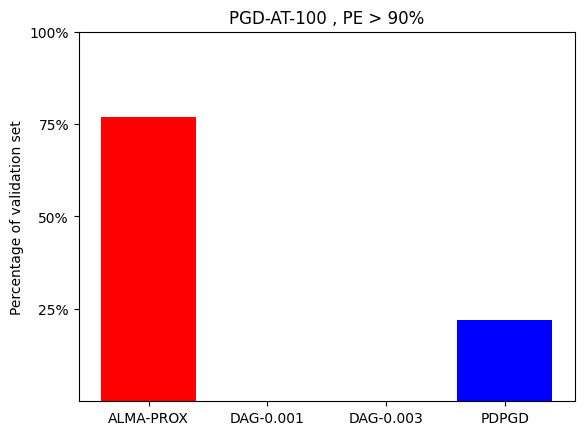 PGD-AT-100 , PE > 90%
100%
75%
50%
25%
Percentage of validation set
ALMA-PROX DAG-0.001 DAG-0.003 PDPGD